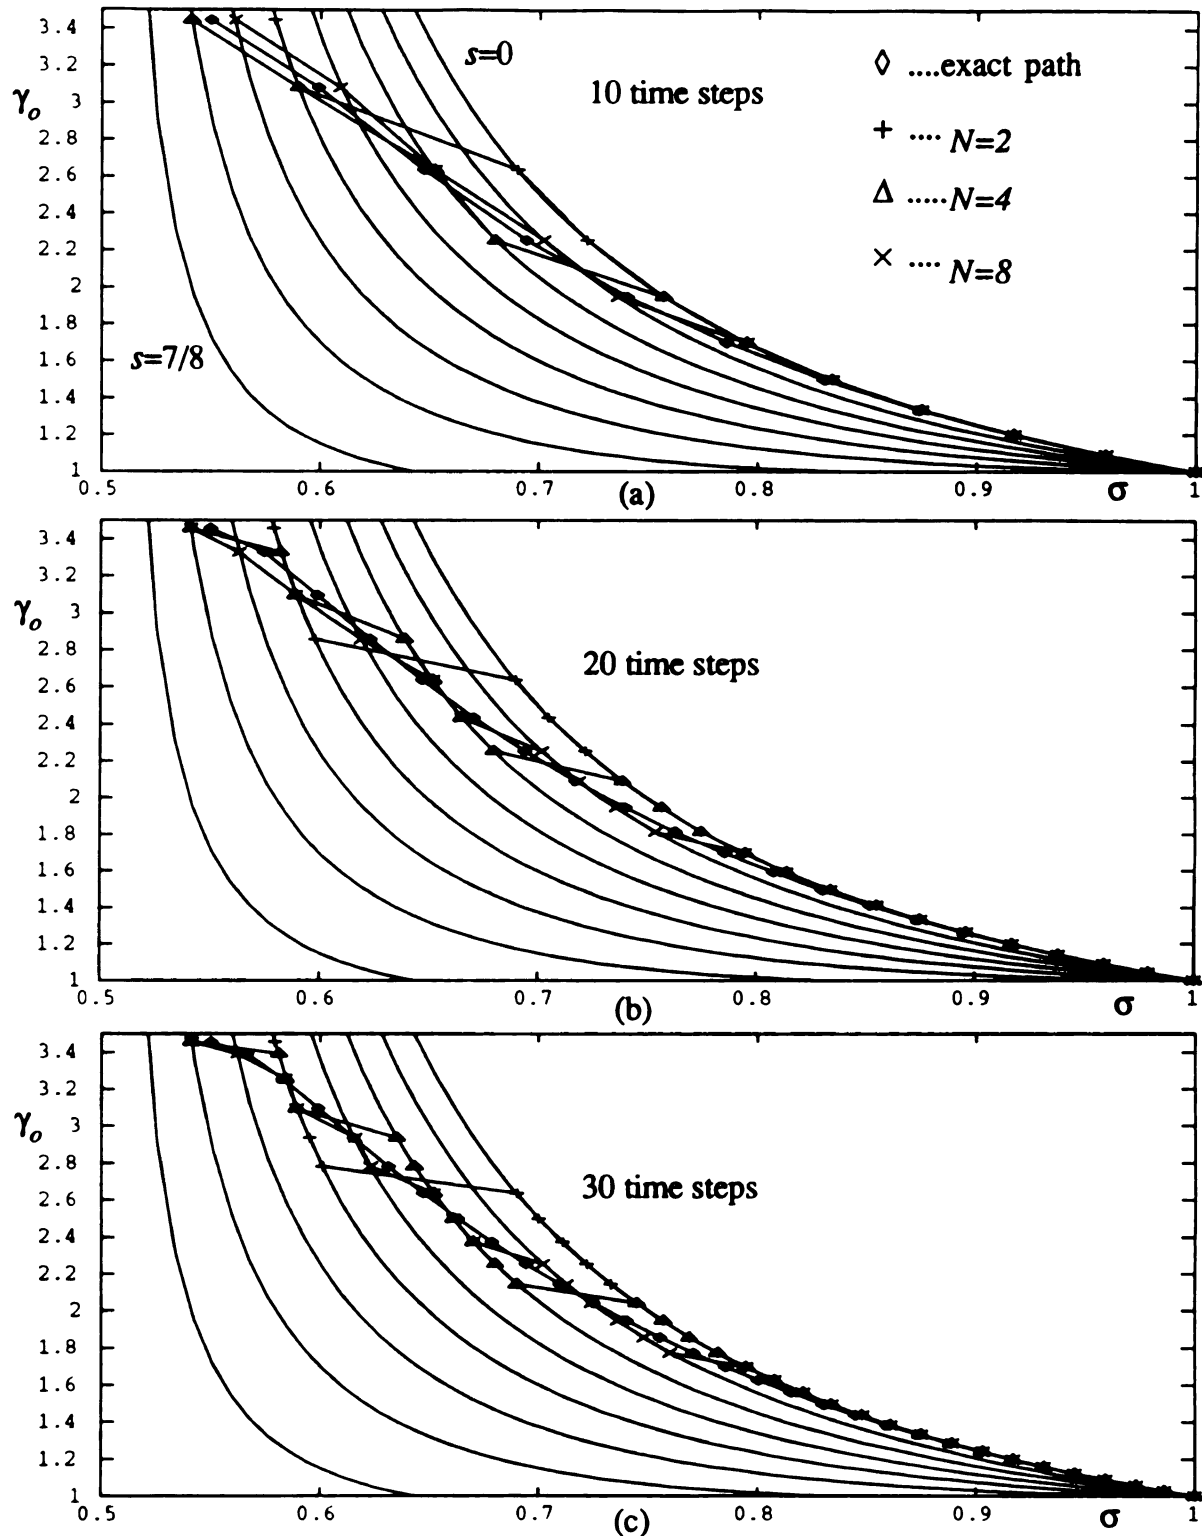 3.4
3.2
γo
3
2.8
2.6
2.4
2.2
2
1.8
1.6
1.4
1.2
1
s=0
10 time steps
◊ ....exact path
+ .... N=2
Δ .....N=4
× .... N=8
s=7/8
0.5 0.6 0.7 0.8 0.9 σ 1
(a)
3.4
3.2
γo
3
2.8
2.6
2.4
2.2
2
1.8
1.6
1.4
1.2
1
20 time steps
0.5 0.6 0.7 0.8 0.9 σ 1
(b)
3.4
3.2
γo
3
2.8
2.6
2.4
2.2
2
1.8
1.6
1.4
1.2
1
30 time steps
0.5 0.6 0.7 0.8 0.9 σ 1
(c)